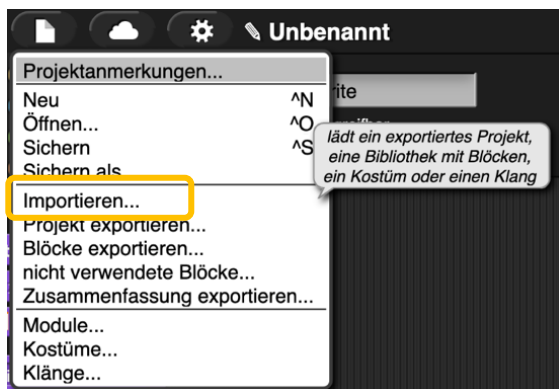 Unbenannt
Projektanmerkungen...
Neu ^N
Öffnen... ^O
Sichern ^S
Sichern als
Importieren...
Projekt exportieren...
Blöcke exportieren...
nicht verwendete Blöcke...
Zusammenfassung exportieren...
Module...
Kostüme...
Klänge...
rite
lädt ein exportiertes Projekt,
eine Bibliothek mit Blöcken,
ein Kostüm oder einen Klang